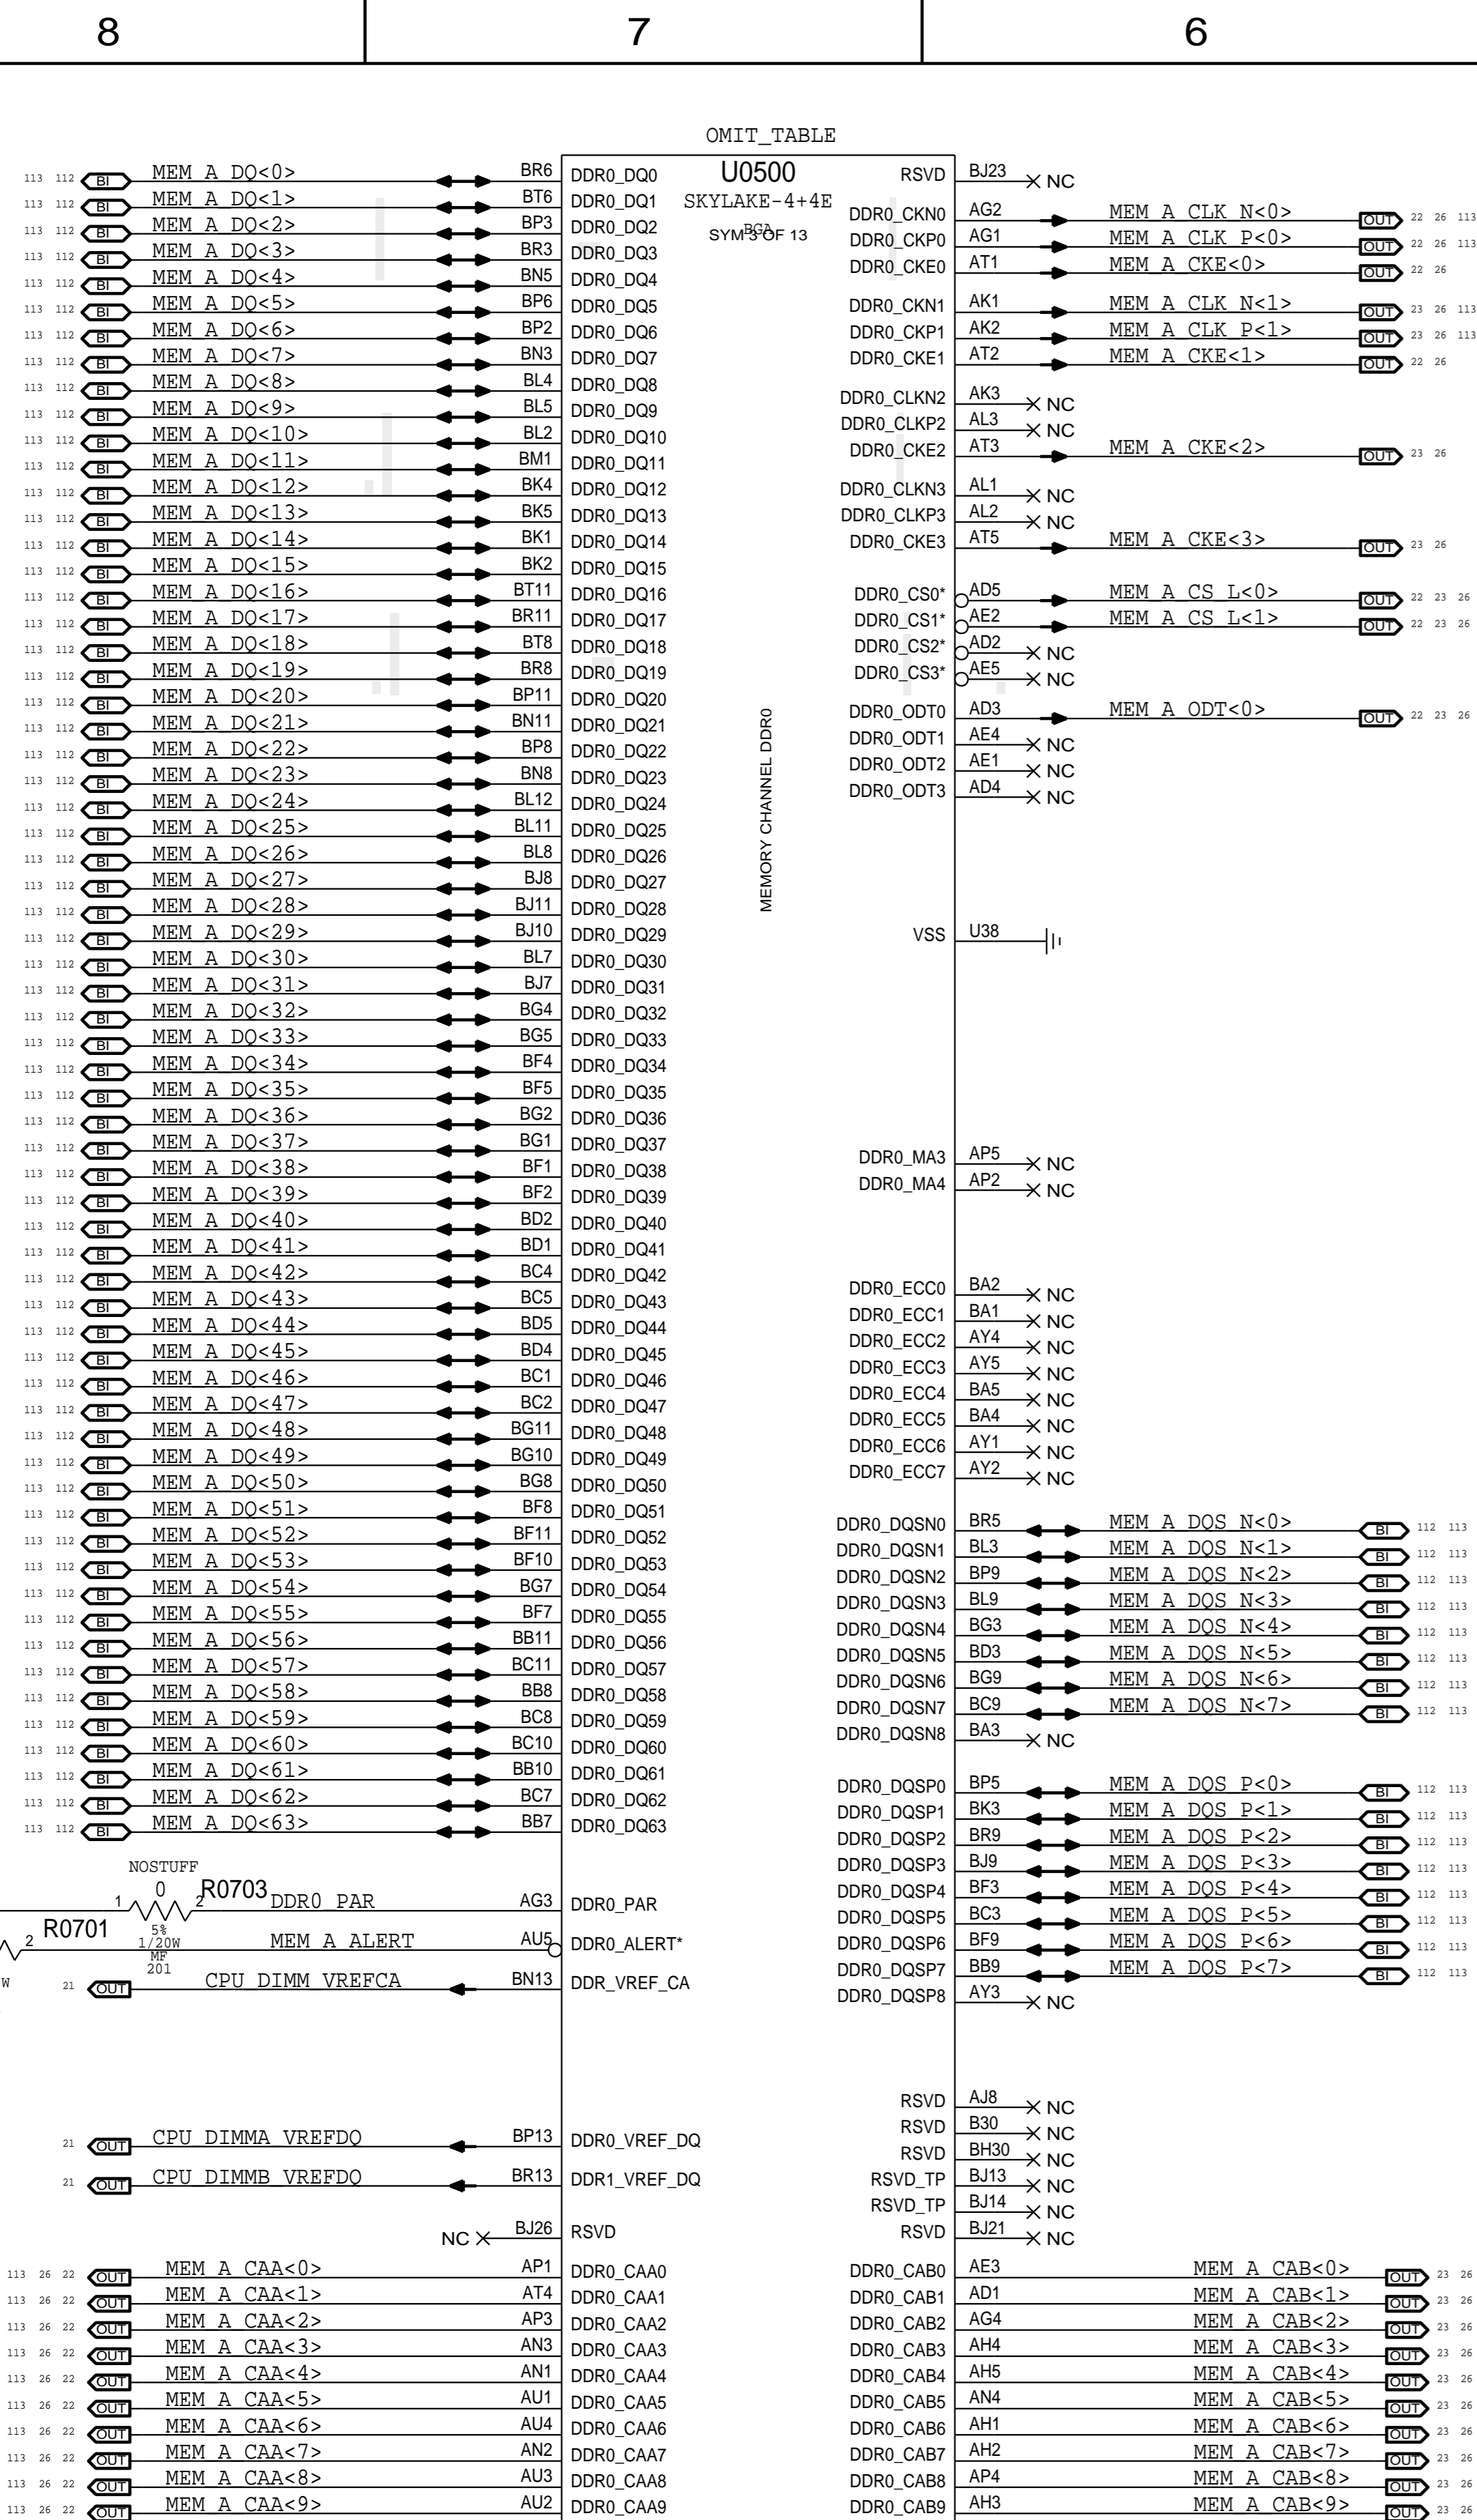 8 7 6
OMIT_TABLE
U0500
SKYLAKE-4+4E
BGA
SYM 3 OF 13
MEMORY CHANNEL DDR0
113 112 BI MEM_A_DQ<0> BR6 DDR0_DQ0
113 112 BI MEM_A_DQ<1> BT6 DDR0_DQ1
113 112 BI MEM_A_DQ<2> BP3 DDR0_DQ2
113 112 BI MEM_A_DQ<3> BR3 DDR0_DQ3
113 112 BI MEM_A_DQ<4> BN5 DDR0_DQ4
113 112 BI MEM_A_DQ<5> BP6 DDR0_DQ5
113 112 BI MEM_A_DQ<6> BP2 DDR0_DQ6
113 112 BI MEM_A_DQ<7> BN3 DDR0_DQ7
113 112 BI MEM_A_DQ<8> BL4 DDR0_DQ8
113 112 BI MEM_A_DQ<9> BL5 DDR0_DQ9
113 112 BI MEM_A_DQ<10> BL2 DDR0_DQ10
113 112 BI MEM_A_DQ<11> BM1 DDR0_DQ11
113 112 BI MEM_A_DQ<12> BK4 DDR0_DQ12
113 112 BI MEM_A_DQ<13> BK5 DDR0_DQ13
113 112 BI MEM_A_DQ<14> BK1 DDR0_DQ14
113 112 BI MEM_A_DQ<15> BK2 DDR0_DQ15
113 112 BI MEM_A_DQ<16> BT11 DDR0_DQ16
113 112 BI MEM_A_DQ<17> BR11 DDR0_DQ17
113 112 BI MEM_A_DQ<18> BT8 DDR0_DQ18
113 112 BI MEM_A_DQ<19> BR8 DDR0_DQ19
113 112 BI MEM_A_DQ<20> BP11 DDR0_DQ20
113 112 BI MEM_A_DQ<21> BN11 DDR0_DQ21
113 112 BI MEM_A_DQ<22> BP8 DDR0_DQ22
113 112 BI MEM_A_DQ<23> BN8 DDR0_DQ23
113 112 BI MEM_A_DQ<24> BL12 DDR0_DQ24
113 112 BI MEM_A_DQ<25> BL11 DDR0_DQ25
113 112 BI MEM_A_DQ<26> BL8 DDR0_DQ26
113 112 BI MEM_A_DQ<27> BJ8 DDR0_DQ27
113 112 BI MEM_A_DQ<28> BJ11 DDR0_DQ28
113 112 BI MEM_A_DQ<29> BJ10 DDR0_DQ29
113 112 BI MEM_A_DQ<30> BL7 DDR0_DQ30
113 112 BI MEM_A_DQ<31> BJ7 DDR0_DQ31
113 112 BI MEM_A_DQ<32> BG4 DDR0_DQ32
113 112 BI MEM_A_DQ<33> BG5 DDR0_DQ33
113 112 BI MEM_A_DQ<34> BF4 DDR0_DQ34
113 112 BI MEM_A_DQ<35> BF5 DDR0_DQ35
113 112 BI MEM_A_DQ<36> BG2 DDR0_DQ36
113 112 BI MEM_A_DQ<37> BG1 DDR0_DQ37
113 112 BI MEM_A_DQ<38> BF1 DDR0_DQ38
113 112 BI MEM_A_DQ<39> BF2 DDR0_DQ39
113 112 BI MEM_A_DQ<40> BD2 DDR0_DQ40
113 112 BI MEM_A_DQ<41> BD1 DDR0_DQ41
113 112 BI MEM_A_DQ<42> BC4 DDR0_DQ42
113 112 BI MEM_A_DQ<43> BC5 DDR0_DQ43
113 112 BI MEM_A_DQ<44> BD5 DDR0_DQ44
113 112 BI MEM_A_DQ<45> BD4 DDR0_DQ45
113 112 BI MEM_A_DQ<46> BC1 DDR0_DQ46
113 112 BI MEM_A_DQ<47> BC2 DDR0_DQ47
113 112 BI MEM_A_DQ<48> BG11 DDR0_DQ48
113 112 BI MEM_A_DQ<49> BG10 DDR0_DQ49
113 112 BI MEM_A_DQ<50> BG8 DDR0_DQ50
113 112 BI MEM_A_DQ<51> BF8 DDR0_DQ51
113 112 BI MEM_A_DQ<52> BF11 DDR0_DQ52
113 112 BI MEM_A_DQ<53> BF10 DDR0_DQ53
113 112 BI MEM_A_DQ<54> BG7 DDR0_DQ54
113 112 BI MEM_A_DQ<55> BF7 DDR0_DQ55
113 112 BI MEM_A_DQ<56> BB11 DDR0_DQ56
113 112 BI MEM_A_DQ<57> BC11 DDR0_DQ57
113 112 BI MEM_A_DQ<58> BB8 DDR0_DQ58
113 112 BI MEM_A_DQ<59> BC8 DDR0_DQ59
113 112 BI MEM_A_DQ<60> BC10 DDR0_DQ60
113 112 BI MEM_A_DQ<61> BB10 DDR0_DQ61
113 112 BI MEM_A_DQ<62> BC7 DDR0_DQ62
113 112 BI MEM_A_DQ<63> BB7 DDR0_DQ63
NOSTUFF
0
1 2 R0703 DDR0_PAR AG3 DDR0_PAR
5%
1/20W
MF
201
2 R0701 MEM_A_ALERT AU5 DDR0_ALERT*
W
21 OUT CPU_DIMM_VREFCA BN13 DDR_VREF_CA
21 OUT CPU_DIMMA_VREFDQ BP13 DDR0_VREF_DQ
21 OUT CPU_DIMMB_VREFDQ BR13 DDR1_VREF_DQ
NC BJ26 RSVD
113 26 22 OUT MEM_A_CAA<0> AP1 DDR0_CAA0
113 26 22 OUT MEM_A_CAA<1> AT4 DDR0_CAA1
113 26 22 OUT MEM_A_CAA<2> AP3 DDR0_CAA2
113 26 22 OUT MEM_A_CAA<3> AN3 DDR0_CAA3
113 26 22 OUT MEM_A_CAA<4> AN1 DDR0_CAA4
113 26 22 OUT MEM_A_CAA<5> AU1 DDR0_CAA5
113 26 22 OUT MEM_A_CAA<6> AU4 DDR0_CAA6
113 26 22 OUT MEM_A_CAA<7> AN2 DDR0_CAA7
113 26 22 OUT MEM_A_CAA<8> AU3 DDR0_CAA8
113 26 22 OUT MEM_A_CAA<9> AU2 DDR0_CAA9
RSVD BJ23 NC
DDR0_CKN0 AG2 MEM_A_CLK_N<0> OUT 22 26 113
DDR0_CKP0 AG1 MEM_A_CLK_P<0> OUT 22 26 113
DDR0_CKE0 AT1 MEM_A_CKE<0> OUT 22 26
DDR0_CKN1 AK1 MEM_A_CLK_N<1> OUT 23 26 113
DDR0_CKP1 AK2 MEM_A_CLK_P<1> OUT 23 26 113
DDR0_CKE1 AT2 MEM_A_CKE<1> OUT 22 26
DDR0_CLKN2 AK3 NC
DDR0_CLKP2 AL3 NC
DDR0_CKE2 AT3 MEM_A_CKE<2> OUT 23 26
DDR0_CLKN3 AL1 NC
DDR0_CLKP3 AL2 NC
DDR0_CKE3 AT5 MEM_A_CKE<3> OUT 23 26
DDR0_CS0* AD5 MEM_A_CS_L<0> OUT 22 23 26
DDR0_CS1* AE2 MEM_A_CS_L<1> OUT 22 23 26
DDR0_CS2* AD2 NC
DDR0_CS3* AE5 NC
DDR0_ODT0 AD3 MEM_A_ODT<0> OUT 22 23 26
DDR0_ODT1 AE4 NC
DDR0_ODT2 AE1 NC
DDR0_ODT3 AD4 NC
VSS U38
DDR0_MA3 AP5 NC
DDR0_MA4 AP2 NC
DDR0_ECC0 BA2 NC
DDR0_ECC1 BA1 NC
DDR0_ECC2 AY4 NC
DDR0_ECC3 AY5 NC
DDR0_ECC4 BA5 NC
DDR0_ECC5 BA4 NC
DDR0_ECC6 AY1 NC
DDR0_ECC7 AY2 NC
DDR0_DQSN0 BR5 MEM_A_DQS_N<0> BI 112 113
DDR0_DQSN1 BL3 MEM_A_DQS_N<1> BI 112 113
DDR0_DQSN2 BP9 MEM_A_DQS_N<2> BI 112 113
DDR0_DQSN3 BL9 MEM_A_DQS_N<3> BI 112 113
DDR0_DQSN4 BG3 MEM_A_DQS_N<4> BI 112 113
DDR0_DQSN5 BD3 MEM_A_DQS_N<5> BI 112 113
DDR0_DQSN6 BG9 MEM_A_DQS_N<6> BI 112 113
DDR0_DQSN7 BC9 MEM_A_DQS_N<7> BI 112 113
DDR0_DQSN8 BA3 NC
DDR0_DQSP0 BP5 MEM_A_DQS_P<0> BI 112 113
DDR0_DQSP1 BK3 MEM_A_DQS_P<1> BI 112 113
DDR0_DQSP2 BR9 MEM_A_DQS_P<2> BI 112 113
DDR0_DQSP3 BJ9 MEM_A_DQS_P<3> BI 112 113
DDR0_DQSP4 BF3 MEM_A_DQS_P<4> BI 112 113
DDR0_DQSP5 BC3 MEM_A_DQS_P<5> BI 112 113
DDR0_DQSP6 BF9 MEM_A_DQS_P<6> BI 112 113
DDR0_DQSP7 BB9 MEM_A_DQS_P<7> BI 112 113
DDR0_DQSP8 AY3 NC
RSVD AJ8 NC
RSVD B30 NC
RSVD BH30 NC
RSVD_TP BJ13 NC
RSVD_TP BJ14 NC
RSVD BJ21 NC
DDR0_CAB0 AE3 MEM_A_CAB<0> OUT 23 26
DDR0_CAB1 AD1 MEM_A_CAB<1> OUT 23 26
DDR0_CAB2 AG4 MEM_A_CAB<2> OUT 23 26
DDR0_CAB3 AH4 MEM_A_CAB<3> OUT 23 26
DDR0_CAB4 AH5 MEM_A_CAB<4> OUT 23 26
DDR0_CAB5 AN4 MEM_A_CAB<5> OUT 23 26
DDR0_CAB6 AH1 MEM_A_CAB<6> OUT 23 26
DDR0_CAB7 AH2 MEM_A_CAB<7> OUT 23 26
DDR0_CAB8 AP4 MEM_A_CAB<8> OUT 23 26
DDR0_CAB9 AH3 MEM_A_CAB<9> OUT 23 26